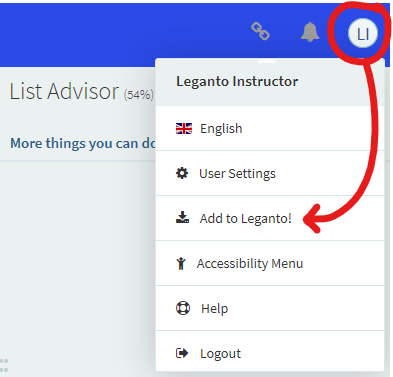 LI
Leganto Instructor
List Advisor (54%)
English
More things you can do
User Settings
Add to Leganto!
Accessibility Menu
Help
Logout